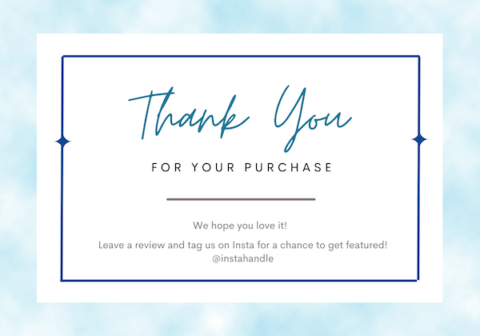 Thank You
FOR YOUR PURCHASE
We hope you love it!
Leave a review and tag us on Insta for a chance to get featured!
@instahandle